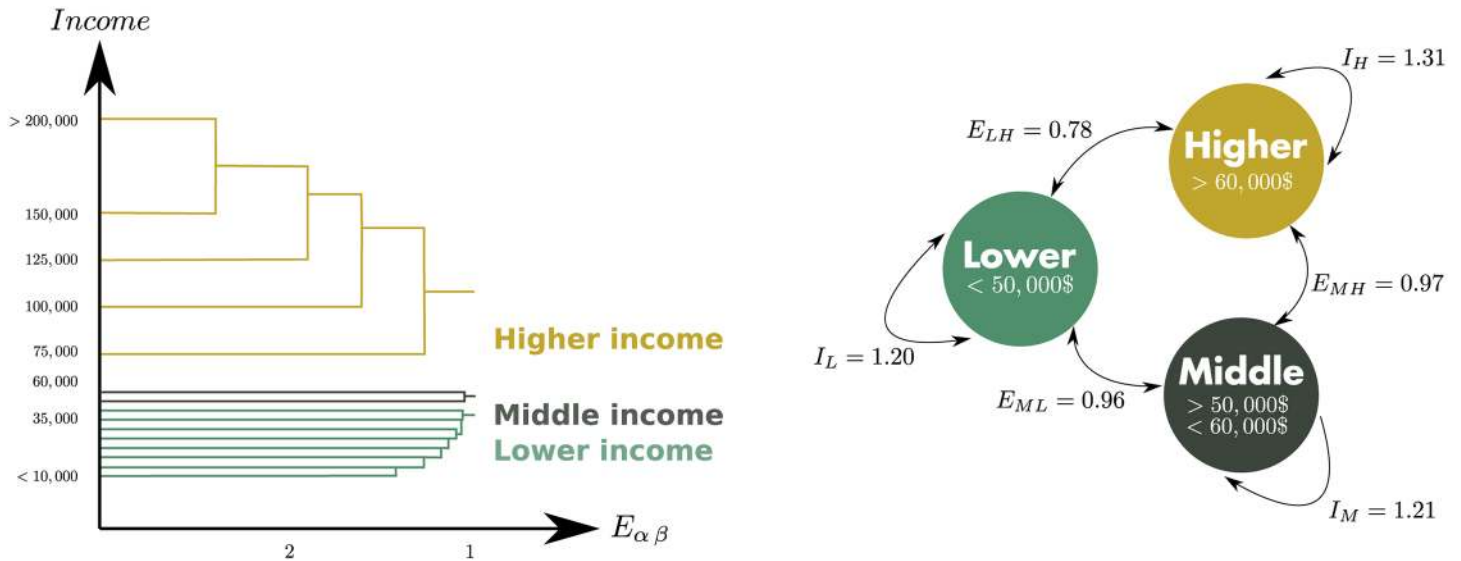 Income
> 200,000
150,000
125,000
100,000
75,000
60,000
35,000
< 10,000
Higher income
Middle income
Lower income
2
1
E_{α β}
I_H = 1.31
E_{LH} = 0.78
Higher
> 60,000$
Lower
< 50,000$
E_{MH} = 0.97
I_L = 1.20
E_{ML} = 0.96
Middle
> 50,000$
< 60,000$
I_M = 1.21